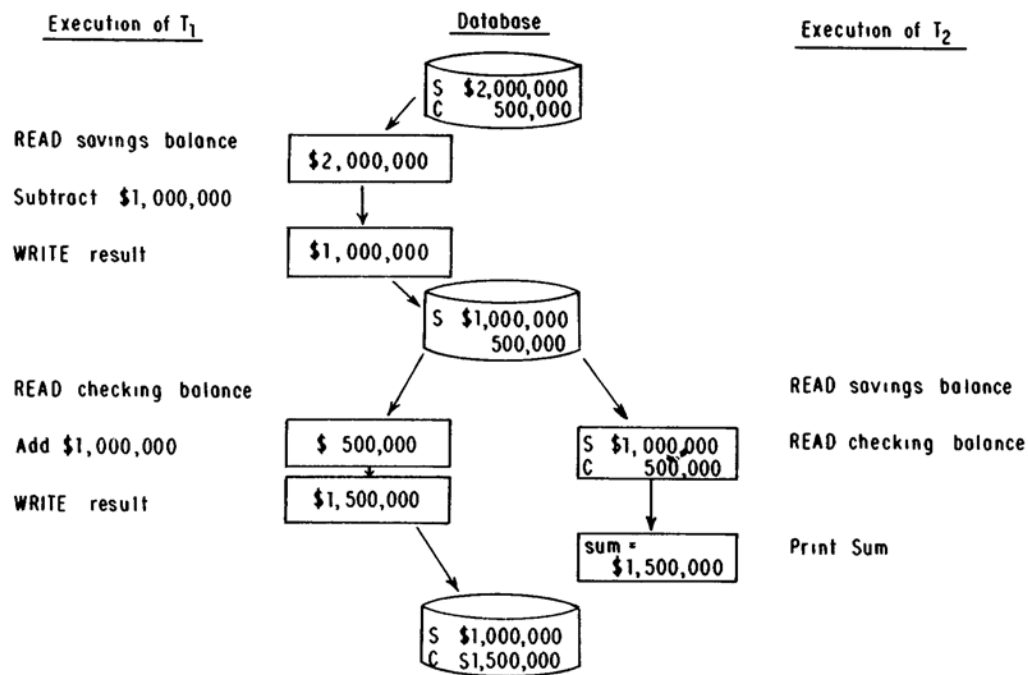 Execution of T1
Database
Execution of T2
S $2,000,000
C 500,000
READ savings balance
$2,000,000
Subtract $1,000,000
WRITE result
$1,000,000
S $1,000,000
500,000
READ checking balance
READ savings balance
Add $1,000,000
$ 500,000
S $1,000,000
C 500,000
READ checking balance
WRITE result
$1,500,000
sum =
$1,500,000
Print Sum
S $1,000,000
C S1,500,000